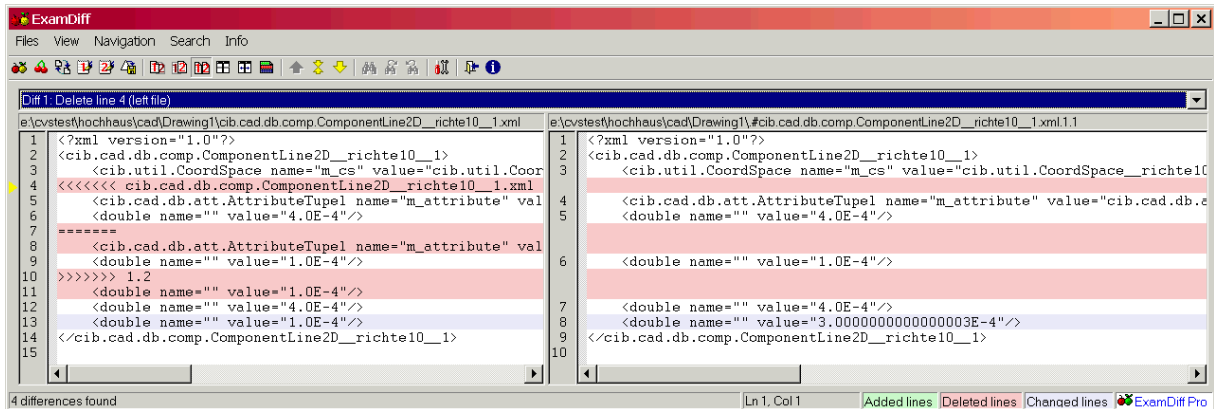 ExamDiff
Files View Navigation Search Info
Diff 1: Delete line 4 (left file)
e:\cvstest\hochhaus\cad\Drawing1\cib.cad.db.comp.ComponentLine2D__richte10__1.xml
1 <?xml version="1.0"?>
2 <cib.cad.db.comp.ComponentLine2D__richte10__1>
3 <cib.util.CoordSpace name="m_cs" value="cib.util.Coor
4 <<<<<<< cib.cad.db.comp.ComponentLine2D__richte10__1.xml
5 <cib.cad.db.att.AttributeTupel name="m_attribute" val
6 <double name="" value="4.0E-4"/>
7 =======
8 <cib.cad.db.att.AttributeTupel name="m_attribute" val
9 <double name="" value="1.0E-4"/>
10 >>>>>>> 1.2
11 <double name="" value="1.0E-4"/>
12 <double name="" value="4.0E-4"/>
13 <double name="" value="1.0E-4"/>
14 </cib.cad.db.comp.ComponentLine2D__richte10__1>
15
e:\cvstest\hochhaus\cad\Drawing1\.#cib.cad.db.comp.ComponentLine2D__richte10__1.xml.1.1
1 <?xml version="1.0"?>
2 <cib.cad.db.comp.ComponentLine2D__richte10__1>
3 <cib.util.CoordSpace name="m_cs" value="cib.util.CoordSpace__richte10
4 <cib.cad.db.att.AttributeTupel name="m_attribute" value="cib.cad.db.a
5 <double name="" value="4.0E-4"/>
6 <double name="" value="1.0E-4"/>
7 <double name="" value="4.0E-4"/>
8 <double name="" value="3.0000000000000003E-4"/>
9 </cib.cad.db.comp.ComponentLine2D__richte10__1>
10
4 differences found
Ln 1, Col 1
Added lines Deleted lines Changed lines ExamDiff Pro